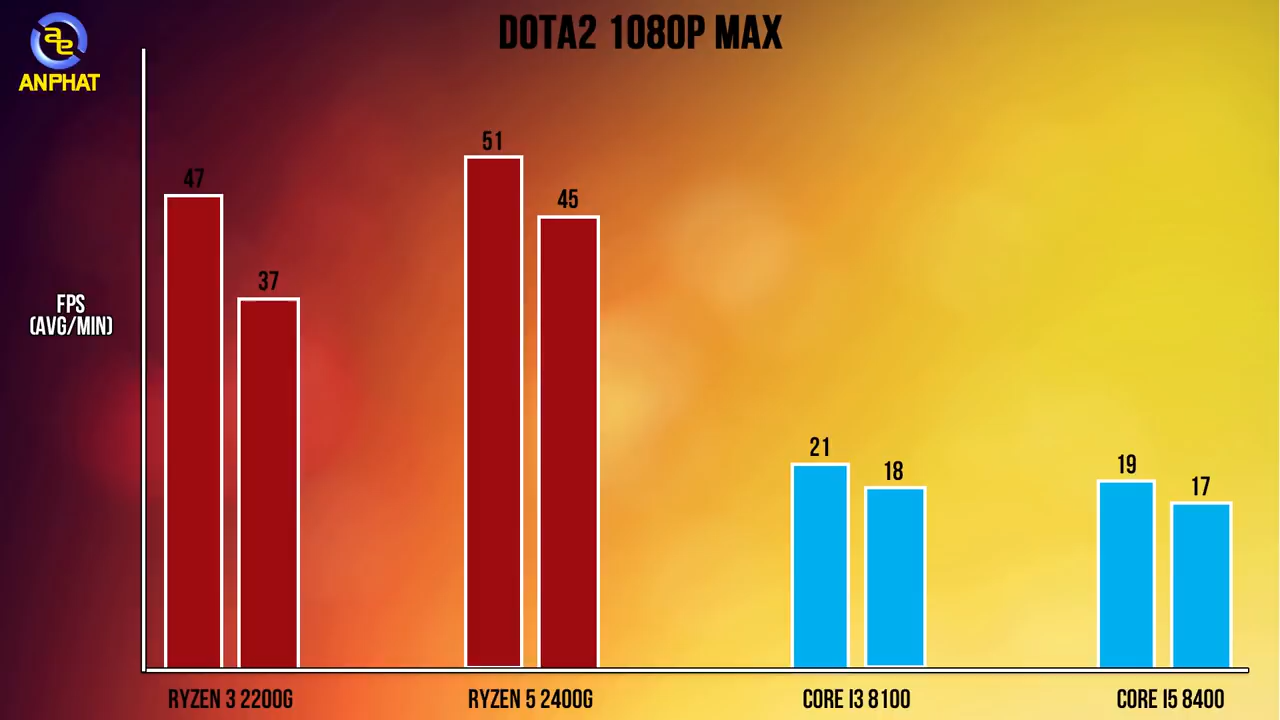 DOTA2 1080P MAX
ae
ANPHAT
FPS
(AVG/MIN)
47
37
51
45
21
18
19
17
RYZEN 3 2200G
RYZEN 5 2400G
CORE I3 8100
CORE I5 8400